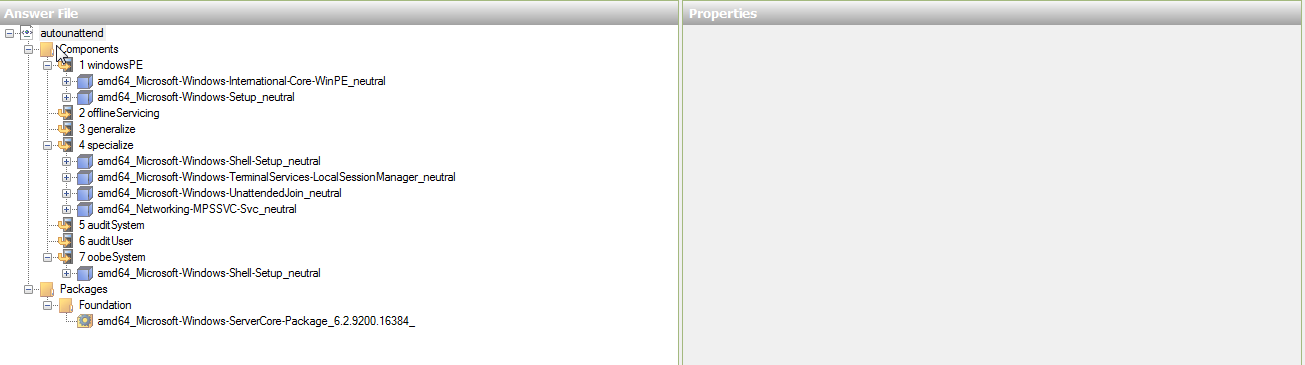 Answer File
Properties
autounattend
Components
1 windowsPE
amd64_Microsoft-Windows-International-Core-WinPE_neutral
amd64_Microsoft-Windows-Setup_neutral
2 offlineServicing
3 generalize
4 specialize
amd64_Microsoft-Windows-Shell-Setup_neutral
amd64_Microsoft-Windows-TerminalServices-LocalSessionManager_neutral
amd64_Microsoft-Windows-UnattendedJoin_neutral
amd64_Networking-MPSSVC-Svc_neutral
5 auditSystem
6 auditUser
7 oobeSystem
amd64_Microsoft-Windows-Shell-Setup_neutral
Packages
Foundation
amd64_Microsoft-Windows-ServerCore-Package_6.2.9200.16384_